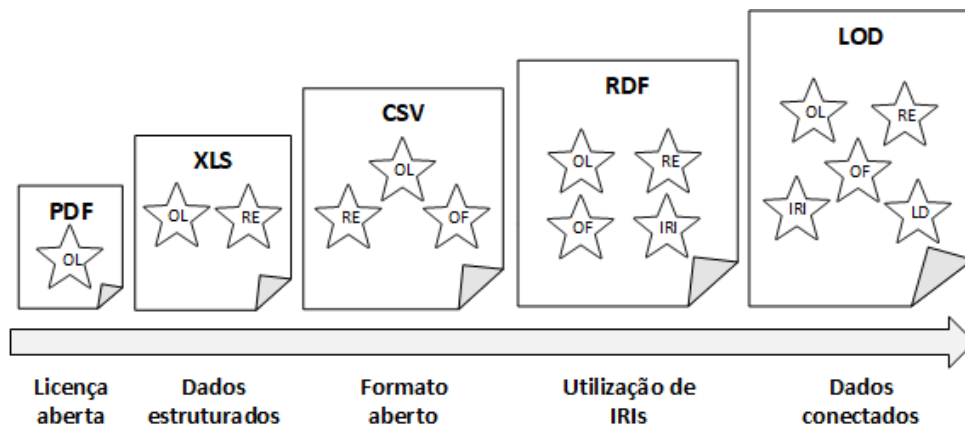 PDF
OL
XLS
OL
RE
CSV
OL
RE
OF
RDF
OL
RE
OF
IRI
LOD
OL
RE
OF
IRI
LD
Licença
aberta
Dados
estruturados
Formato
aberto
Utilização de
IRIs
Dados
conectados